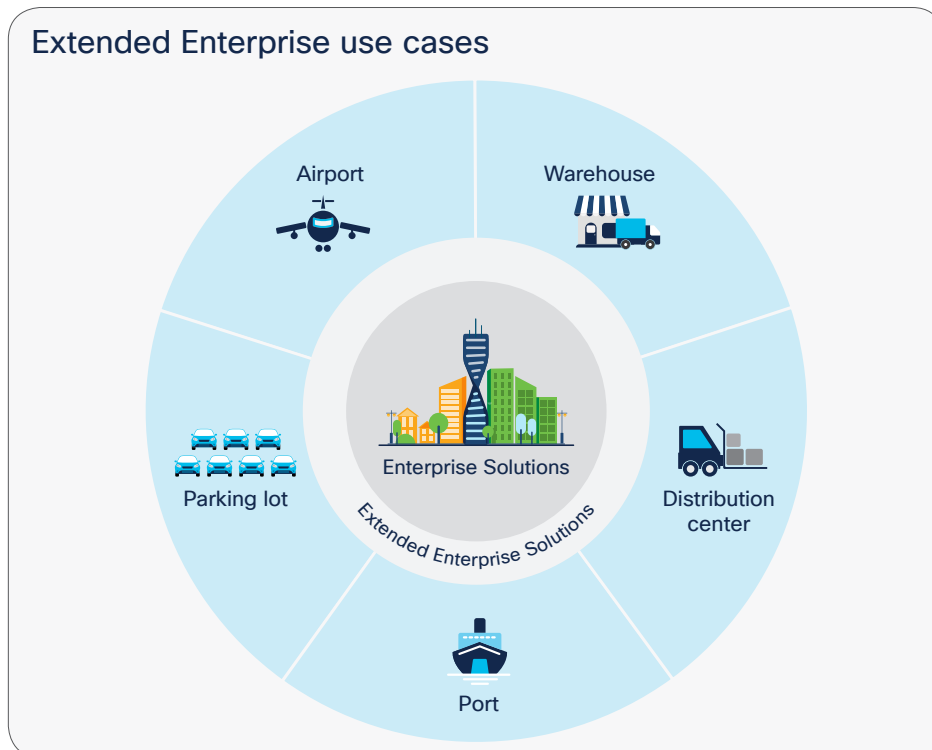 Extended Enterprise use cases
Airport
Warehouse
Enterprise Solutions
Extended Enterprise Solutions
Parking lot
Distribution
center
Port